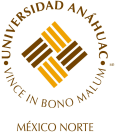 UNIVERSIDAD ANÁHUAC
VINCE IN BONO MALUM
MÉXICO NORTE